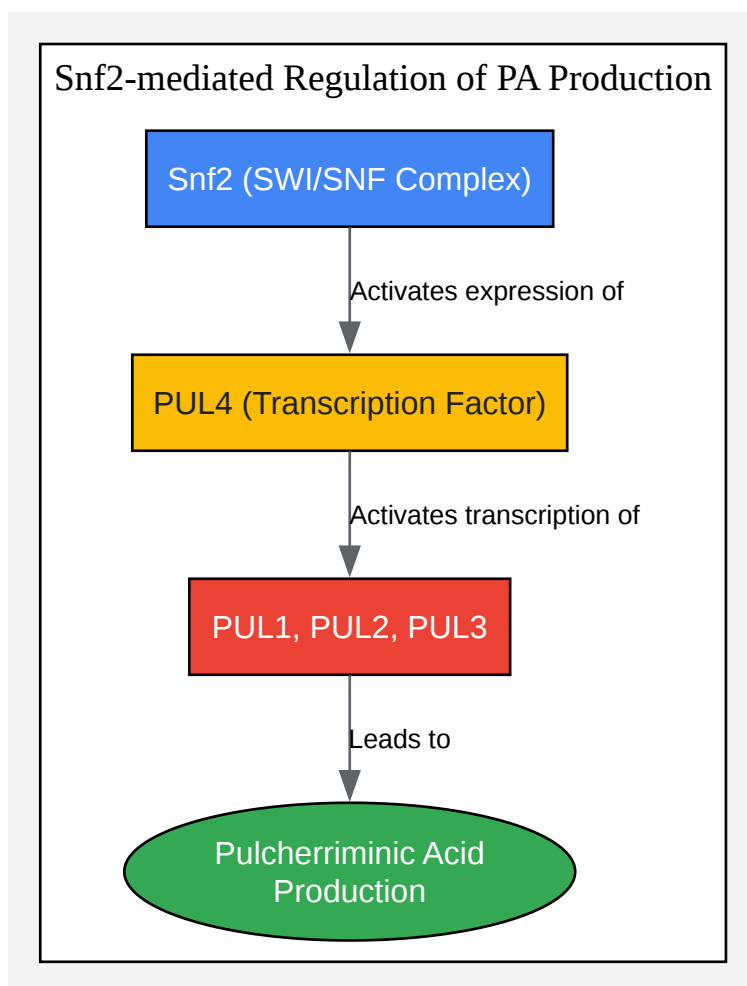 Snf2-mediated Regulation of PA Production
Snf2 (SWI/SNF Complex)
Activates expression of
PUL4 (Transcription Factor)
Activates transcription of
PUL1, PUL2, PUL3
Leads to
Pulcherriminic Acid
Production